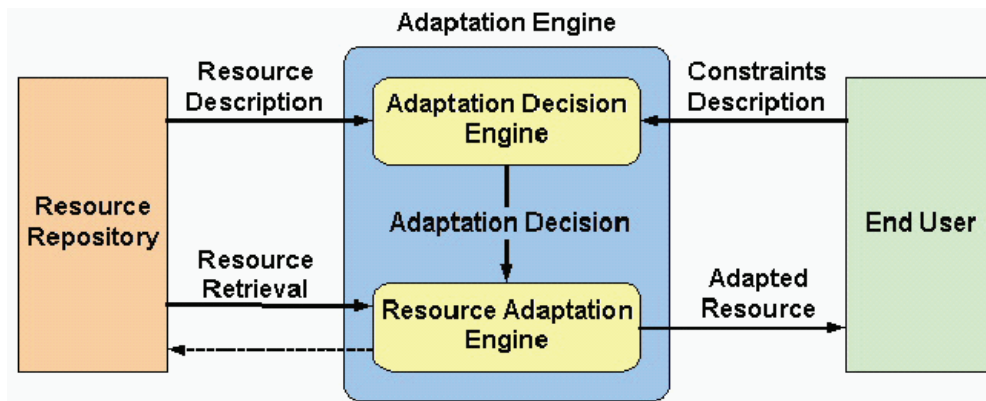 Adaptation Engine
Resource
Description
Constraints
Description
Adaptation Decision
Engine
Resource
Repository
Adaptation Decision
End User
Resource
Retrieval
Resource Adaptation
Engine
Adapted
Resource